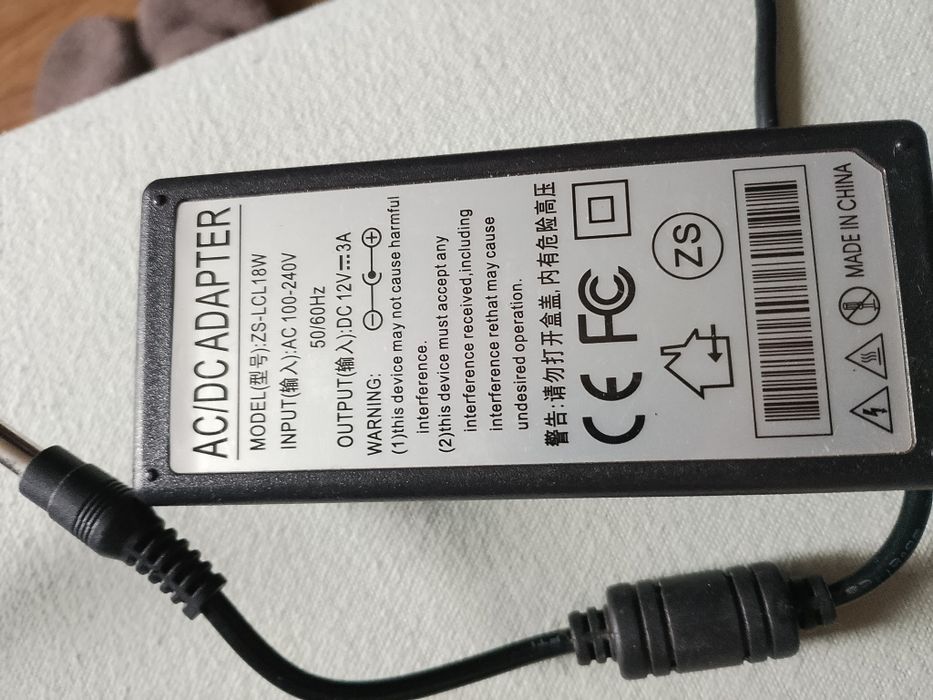 AC/DC ADAPTER
MODEL(型号):ZS-LCL18W
INPUT(输入):AC 100-240V
50/60Hz
OUTPUT(输入):DC 12V⎓3A
WARNING:
(1)this device may not cause harmful
interference.
(2)this device must accept any
interference received,including
interference rethat may cause
undesired operation.
警告:请勿打开盒盖,内有危险高压
CE FC
ZS
MADE IN CHINA